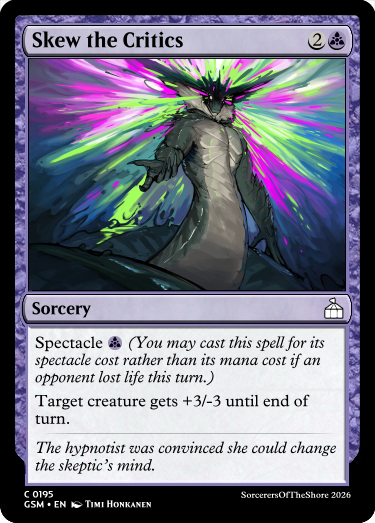 Skew the Critics 2
Sorcery
Spectacle (You may cast this spell for its
spectacle cost rather than its mana cost if an
opponent lost life this turn.)
Target creature gets +3/-3 until end of
turn.
The hypnotist was convinced she could change
the skeptic's mind.
C 0195
GSM • EN Timi Honkanen
SorcerersOfTheShore 2026